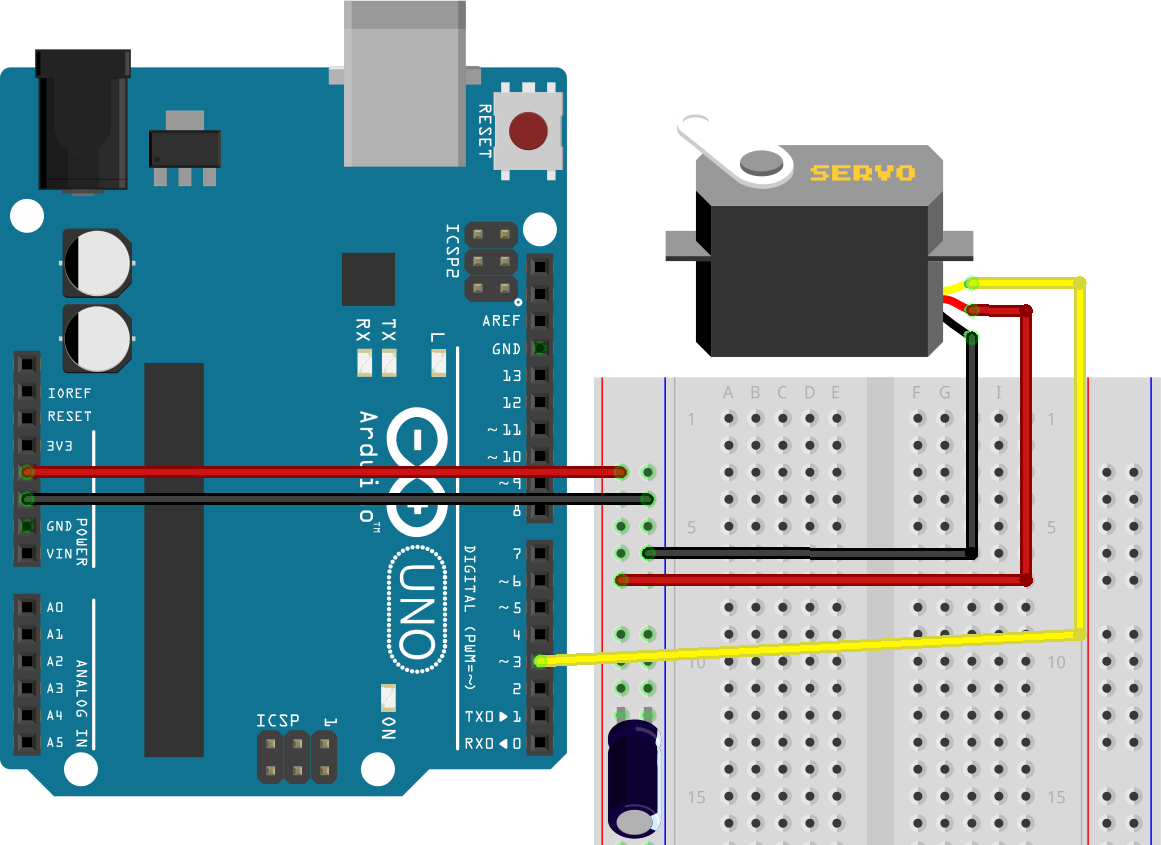 RESET
SERVO
ICSP2
AREF
GND
13
12
~11
~10
~9
8
RX
TX
L
IOREF
RESET
3V3
GND
VIN
POWER
Arduino™
UNO
7
~6
~5
4
~3
2
TX0▶1
RX0◀0
DIGITAL (PWM=~)
A0
A1
A2
A3
A4
A5
ANALOG IN
ICSP
1
ON
A B C D E
F G I
1
1
5
5
10
10
15
15